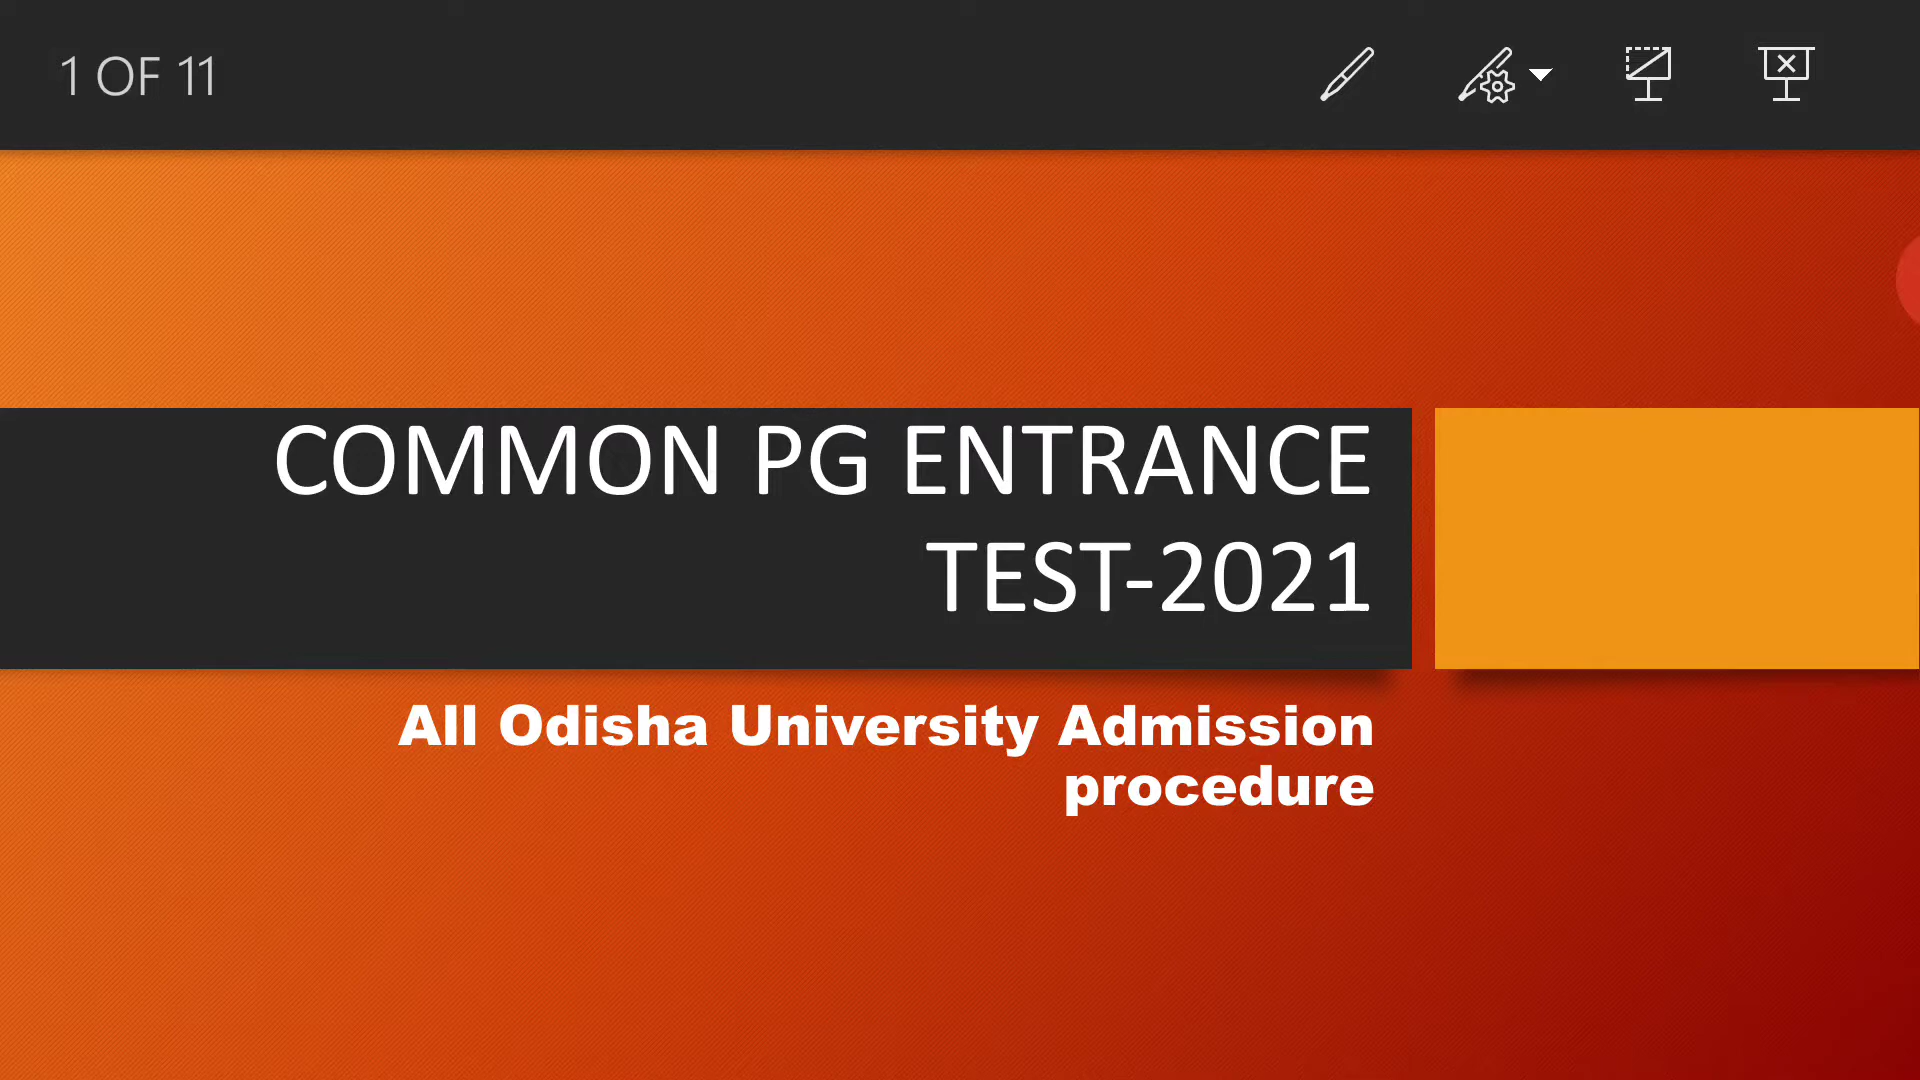 1 OF 11
COMMON PG ENTRANCE
TEST-2021
All Odisha University Admission
procedure